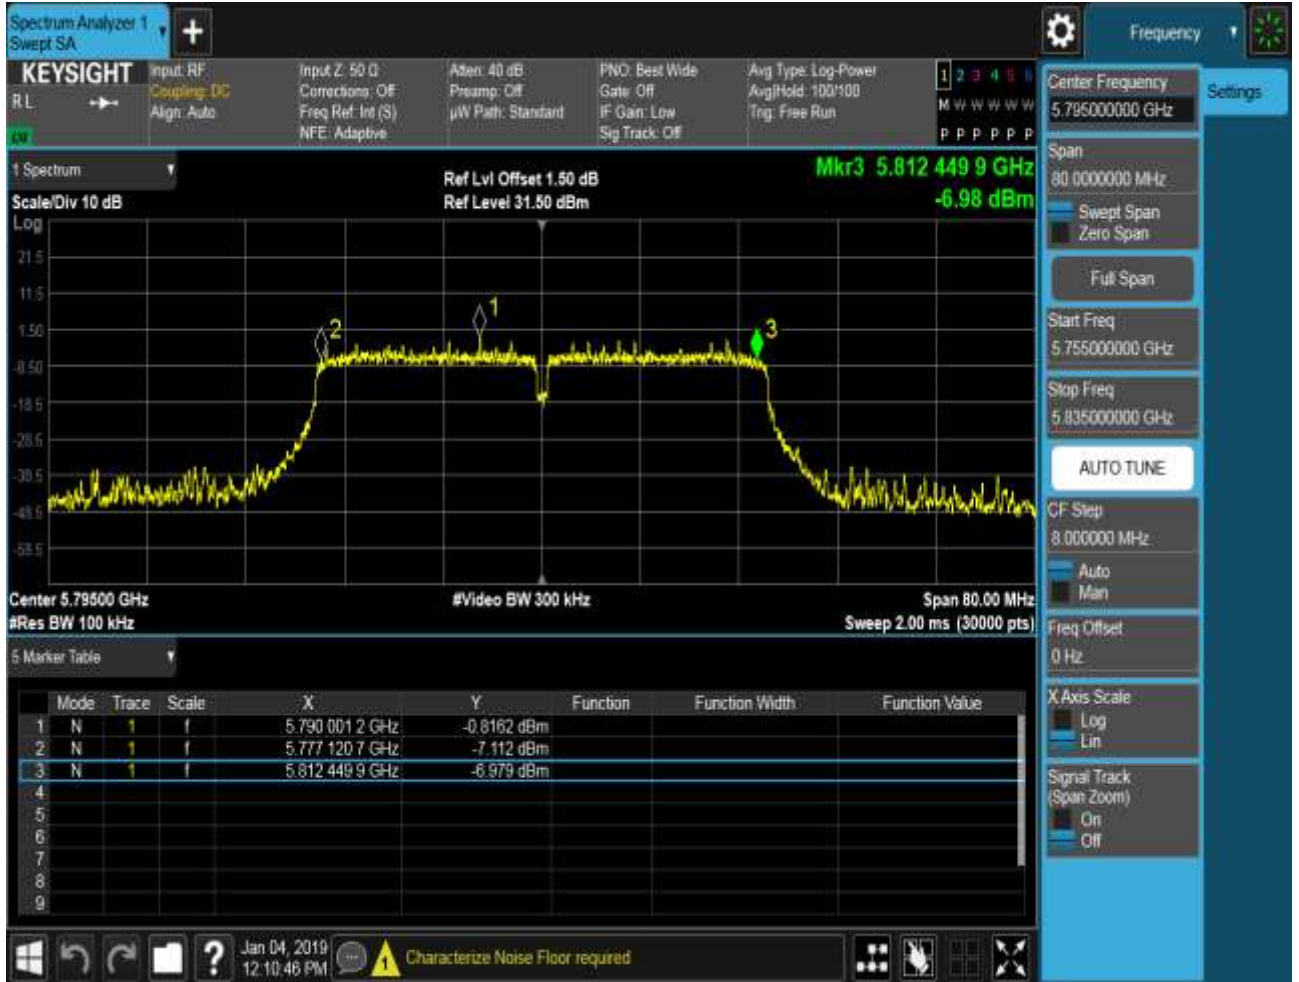 Spectrum Analyzer 1
Swept SA
+
Frequency
KEYSIGHT
R L
LXI
Input: RF
Coupling: DC
Align: Auto
Input Z: 50 Ω
Corrections: Off
Freq Ref: Int (S)
NFE: Adaptive
Atten: 40 dB
Preamp: Off
µW Path: Standard
PNO: Best Wide
Gate: Off
IF Gain: Low
Sig Track: Off
Avg Type: Log-Power
Avg|Hold: 100/100
Trig: Free Run
1 2 3 4 5 6
M W W W W W
P P P P P P
1 Spectrum
Scale/Div 10 dB
Ref Lvl Offset 1.50 dB
Ref Level 31.50 dBm
Mkr3 5.812 449 9 GHz
-6.98 dBm
Log
21.5
11.5
1.50
-8.50
-18.5
-28.5
-38.5
-48.5
-58.5
2
1
3
Center 5.79500 GHz
#Res BW 100 kHz
#Video BW 300 kHz
Span 80.00 MHz
Sweep 2.00 ms (30000 pts)
5 Marker Table
Mode Trace Scale X Y Function Function Width Function Value
1 N 1 f 5.790 001 2 GHz -0.8162 dBm
2 N 1 f 5.777 120 7 GHz -7.112 dBm
3 N 1 f 5.812 449 9 GHz -6.979 dBm
4
5
6
7
8
9
?
Jan 04, 2019
12:10:46 PM
1
Characterize Noise Floor required
Settings
Center Frequency
5.795000000 GHz
Span
80.0000000 MHz
Swept Span
Zero Span
Full Span
Start Freq
5.755000000 GHz
Stop Freq
5.835000000 GHz
AUTO TUNE
CF Step
8.000000 MHz
Auto
Man
Freq Offset
0 Hz
X Axis Scale
Log
Lin
Signal Track
(Span Zoom)
On
Off